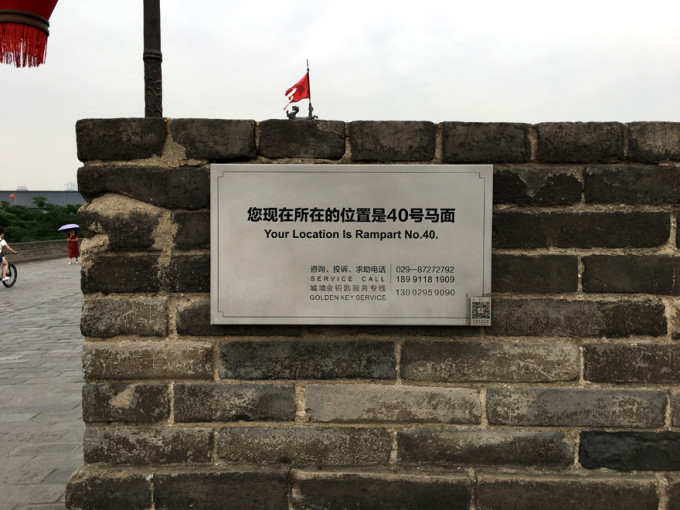 您现在所在的位置是40号马面
Your Location Is Rampart No.40.
咨询、投诉、求助电话 029—87272792
SERVICE CALL 189 9118 1909
城墙金钥匙服务专线 130 0295 9090
GOLDEN KEY SERVICE